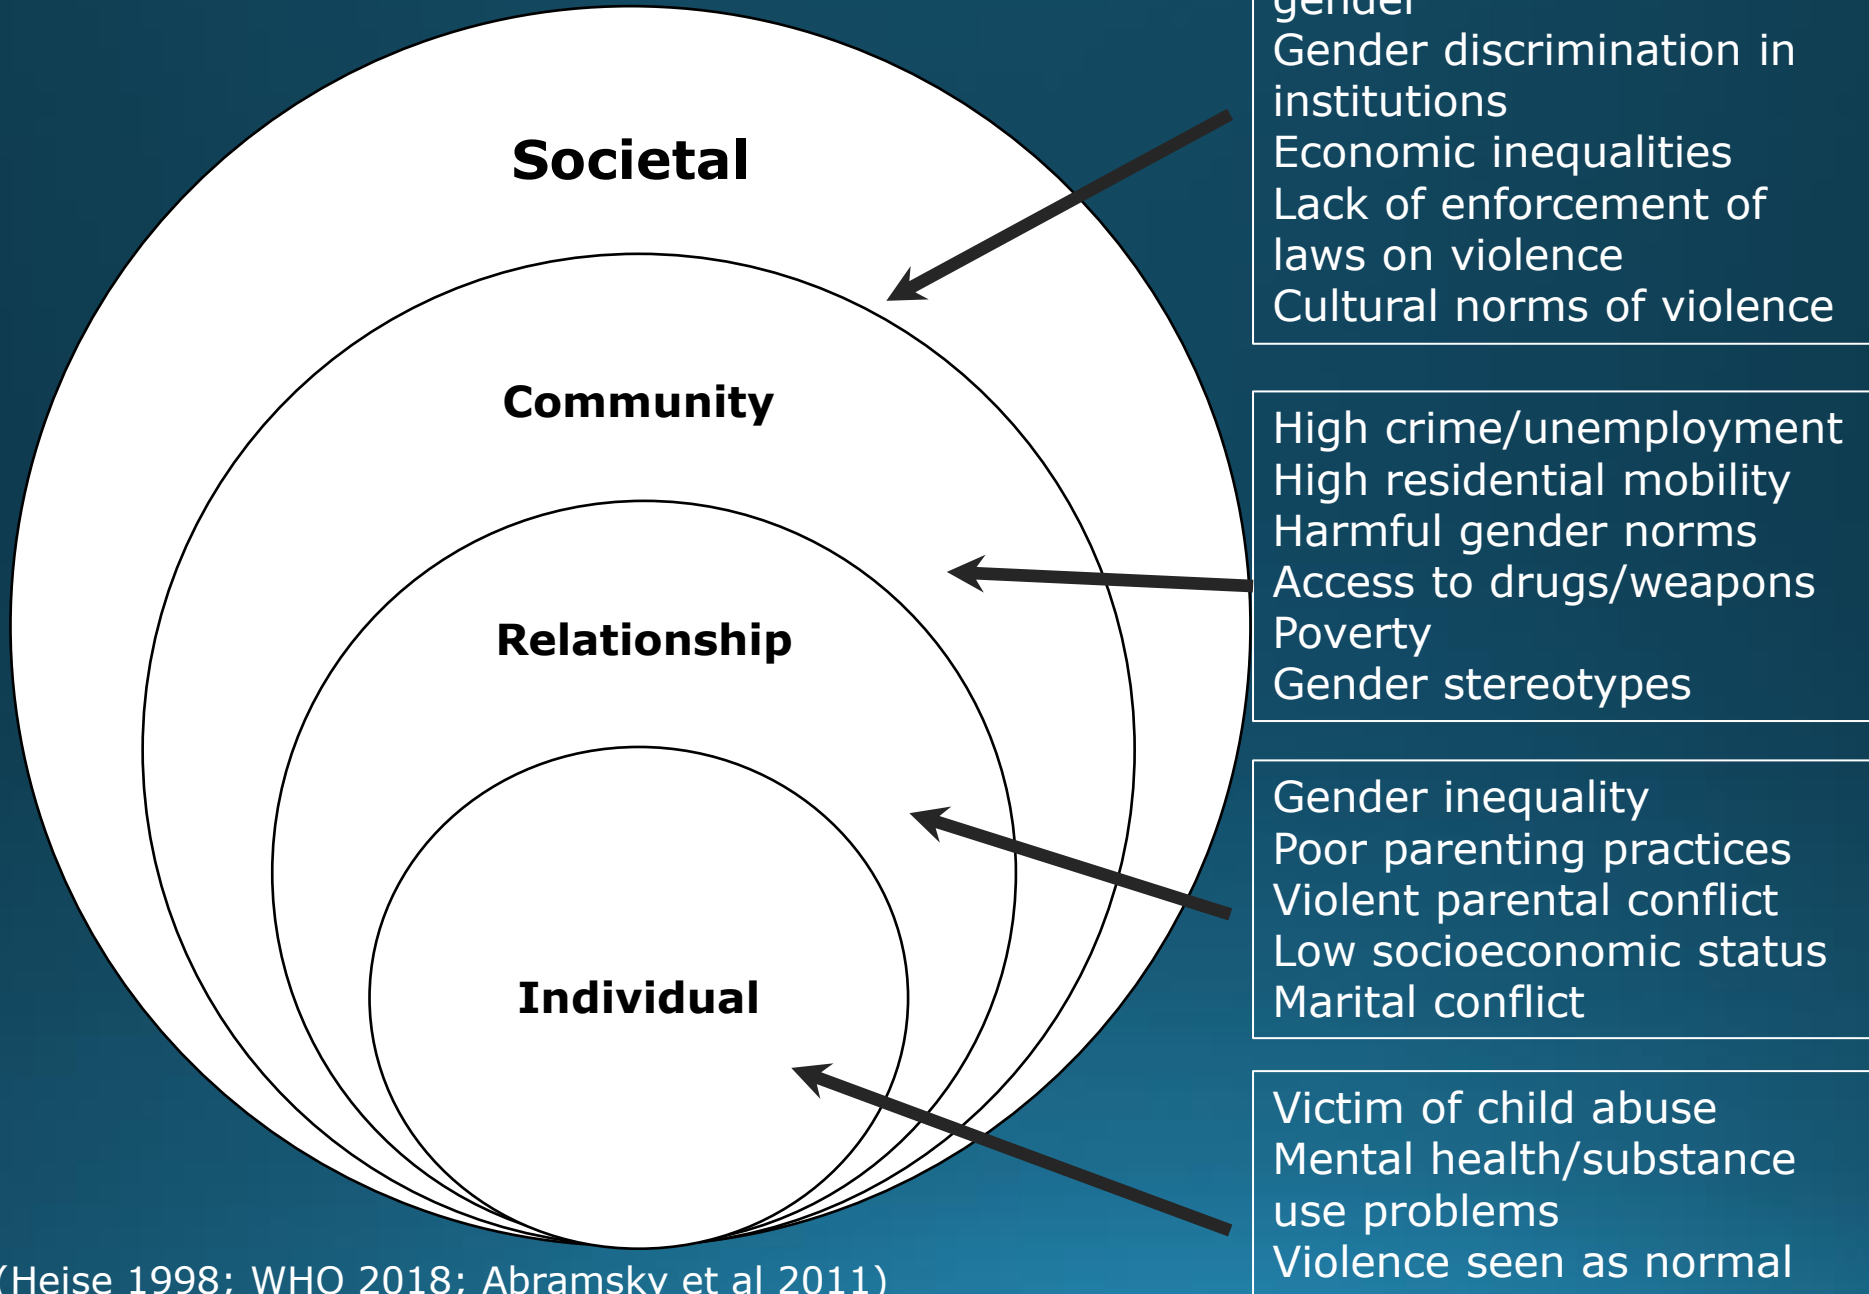 gender
Gender discrimination in
institutions
Economic inequalities
Lack of enforcement of
laws on violence
Cultural norms of violence
Societal
Community
High crime/unemployment
High residential mobility
Harmful gender norms
Access to drugs/weapons
Poverty
Gender stereotypes
Relationship
Gender inequality
Poor parenting practices
Violent parental conflict
Low socioeconomic status
Marital conflict
Individual
Victim of child abuse
Mental health/substance
use problems
Violence seen as normal
(Heise 1998; WHO 2018; Abramsky et al 2011)